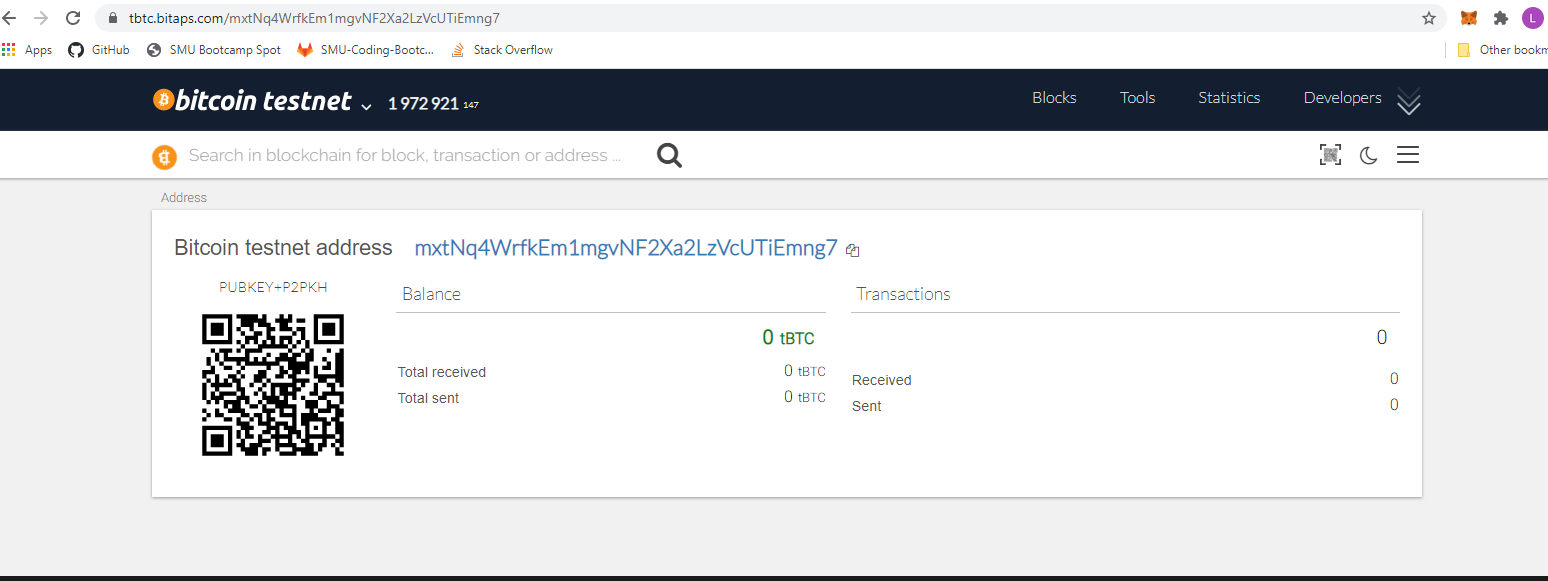 tbtc.bitaps.com/mxtNq4WrfkEm1mgvNF2Xa2LzVcUTiEmng7
L
Apps GitHub SMU Bootcamp Spot SMU-Coding-Bootc... Stack Overflow Other bookm
bitcoin testnet 1 972 921 147 Blocks Tools Statistics Developers
Search in blockchain for block, transaction or address ...
Address
Bitcoin testnet address mxtNq4WrfkEm1mgvNF2Xa2LzVcUTiEmng7
PUBKEY+P2PKH
Balance
0 tBTC
Total received 0 tBTC
Total sent 0 tBTC
Transactions
0
Received 0
Sent 0